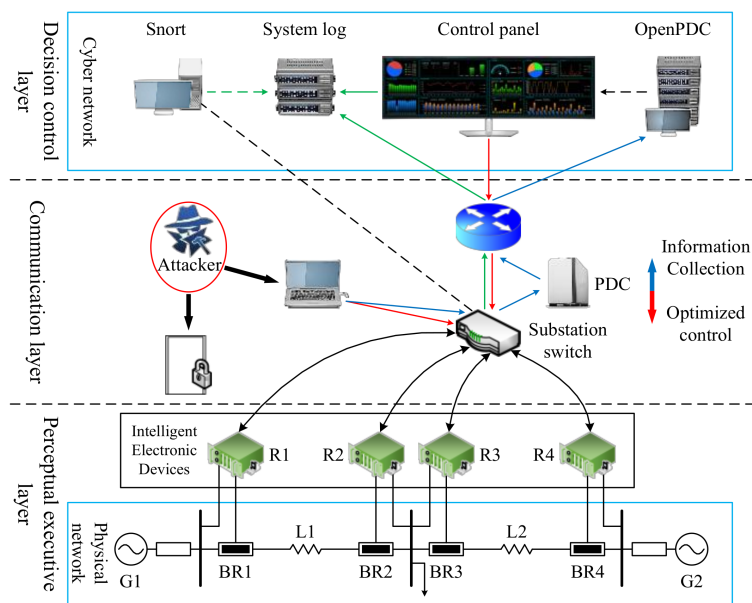 Decision control
layer
Cyber network
Snort
System log
Control panel
OpenPDC
Communication layer
Attacker
PDC
Information
Collection
Optimized
control
Substation
switch
Perceptual executive
layer
Intelligent
Electronic
Devices
R1
R2
R3
R4
Physical
network
L1
L2
G1
BR1
BR2
BR3
BR4
G2